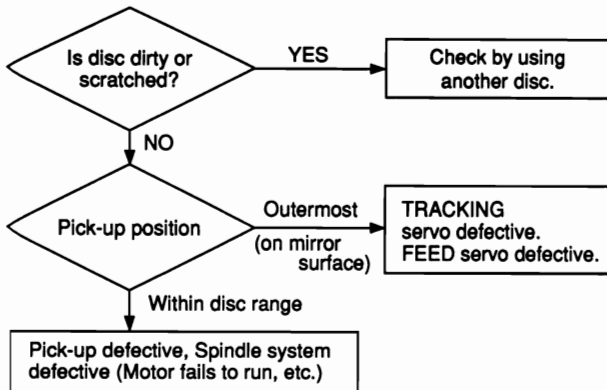 Is disc dirty or
scratched?
YES
Check by using
another disc.
NO
Pick-up position
Outermost
(on mirror
surface)
TRACKING
servo defective.
FEED servo defective.
Within disc range
Pick-up defective, Spindle system
defective (Motor fails to run, etc.)